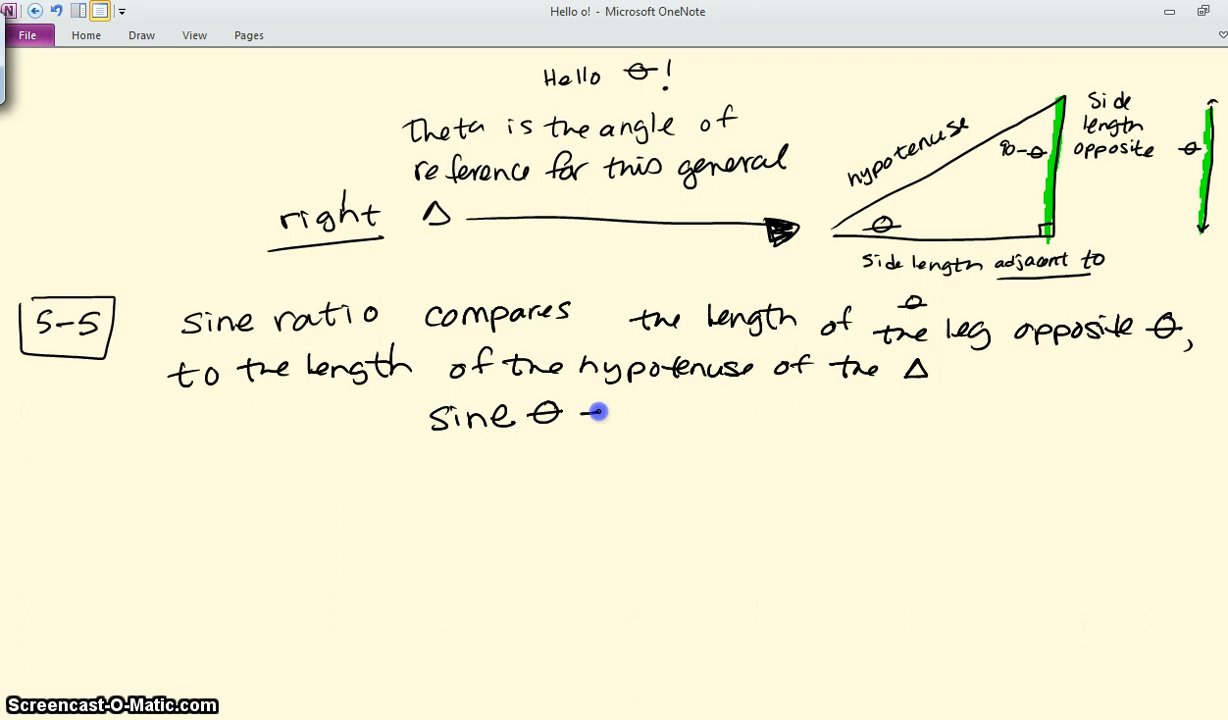 Hello o! - Microsoft OneNote
File Home Draw View Pages
Hello θ!
theta is the angle of
reference for this general
right Δ
hypotenuse
90-θ
θ
Side
length
opposite θ
Side length adjacent to
θ
5-5
sine ratio compares the length of the leg opposite θ,
to the length of the hypotenuse of the Δ
sine θ -
Screencast-O-Matic.com